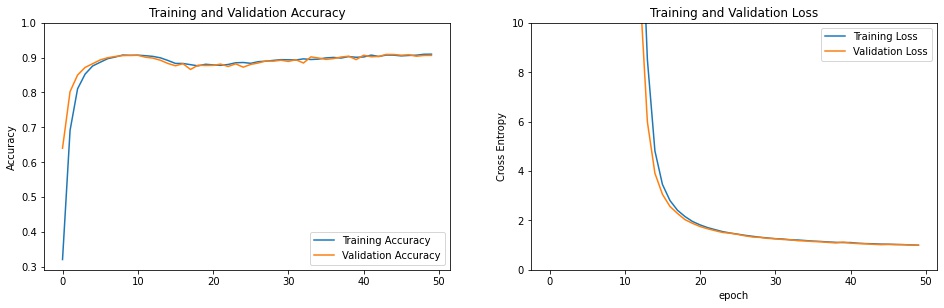 Training and Validation Accuracy
1.0
0.9
0.8
0.7
0.6
0.5
0.4
0.3
Accuracy
0 10 20 30 40 50
Training Accuracy
Validation Accuracy
Training and Validation Loss
10
8
6
4
2
0
Cross Entropy
0 10 20 30 40 50
epoch
Training Loss
Validation Loss